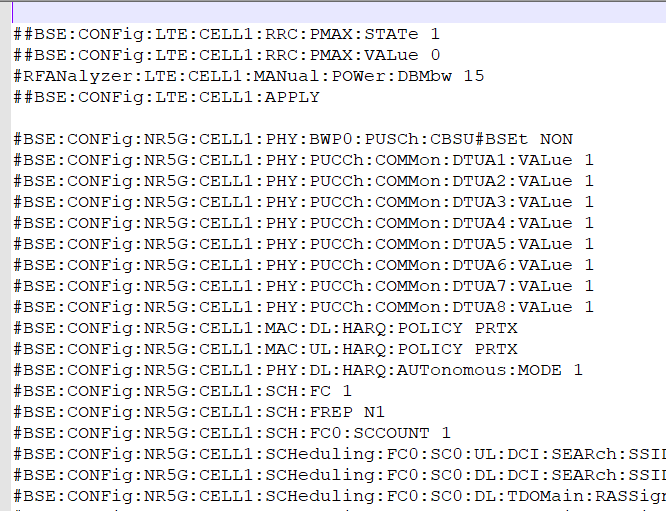 ##BSE:CONFig:LTE:CELL1:RRC:PMAX:STATe 1
##BSE:CONFig:LTE:CELL1:RRC:PMAX:VALue 0
#RFANalyzer:LTE:CELL1:MANual:POWer:DBMbw 15
##BSE:CONFig:LTE:CELL1:APPLY

#BSE:CONFig:NR5G:CELL1:PHY:BWP0:PUSCh:CBSU#BSEt NON
#BSE:CONFig:NR5G:CELL1:PHY:PUCCh:COMMon:DTUA1:VALue 1
#BSE:CONFig:NR5G:CELL1:PHY:PUCCh:COMMon:DTUA2:VALue 1
#BSE:CONFig:NR5G:CELL1:PHY:PUCCh:COMMon:DTUA3:VALue 1
#BSE:CONFig:NR5G:CELL1:PHY:PUCCh:COMMon:DTUA4:VALue 1
#BSE:CONFig:NR5G:CELL1:PHY:PUCCh:COMMon:DTUA5:VALue 1
#BSE:CONFig:NR5G:CELL1:PHY:PUCCh:COMMon:DTUA6:VALue 1
#BSE:CONFig:NR5G:CELL1:PHY:PUCCh:COMMon:DTUA7:VALue 1
#BSE:CONFig:NR5G:CELL1:PHY:PUCCh:COMMon:DTUA8:VALue 1
#BSE:CONFig:NR5G:CELL1:MAC:DL:HARQ:POLICY PRTX
#BSE:CONFig:NR5G:CELL1:MAC:UL:HARQ:POLICY PRTX
#BSE:CONFig:NR5G:CELL1:PHY:DL:HARQ:AUTonomous:MODE 1
#BSE:CONFig:NR5G:CELL1:SCH:FC 1
#BSE:CONFig:NR5G:CELL1:SCH:FREP N1
#BSE:CONFig:NR5G:CELL1:SCH:FC0:SCCOUNT 1
#BSE:CONFig:NR5G:CELL1:SCHeduling:FC0:SC0:UL:DCI:SEARch:SSID
#BSE:CONFig:NR5G:CELL1:SCHeduling:FC0:SC0:DL:DCI:SEARch:SSID
#BSE:CONFig:NR5G:CELL1:SCHeduling:FC0:SC0:DL:TDOMain:RASSign